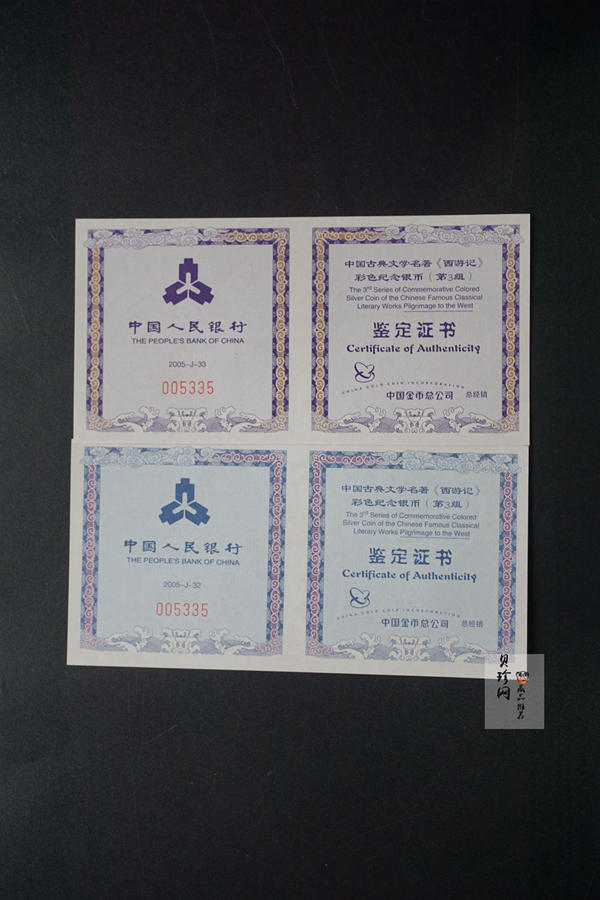 中国人民银行
THE PEOPLE'S BANK OF CHINA
2005-J-33
005335
中国古典文学名著《西游记》
彩色纪念银币（第3组）
The 3rd Series of Commemorative Colored
Silver Coin of the Chinese Famous Classical
Literary Works Pilgrimage to the West
鉴定证书
Certificate of Authenticity
CHINA GOLD COIN INCORPORATION
中国金币总公司 总经销
中国人民银行
THE PEOPLE'S BANK OF CHINA
2005-J-32
005335
中国古典文学名著《西游记》
彩色纪念银币（第3组）
The 3rd Series of Commemorative Colored
Silver Coin of the Chinese Famous Classical
Literary Works Pilgrimage to the West
鉴定证书
Certificate of Authenticity
CHINA GOLD COIN INCORPORATION
中国金币总公司 总经销
贝珍网
藏品推荐